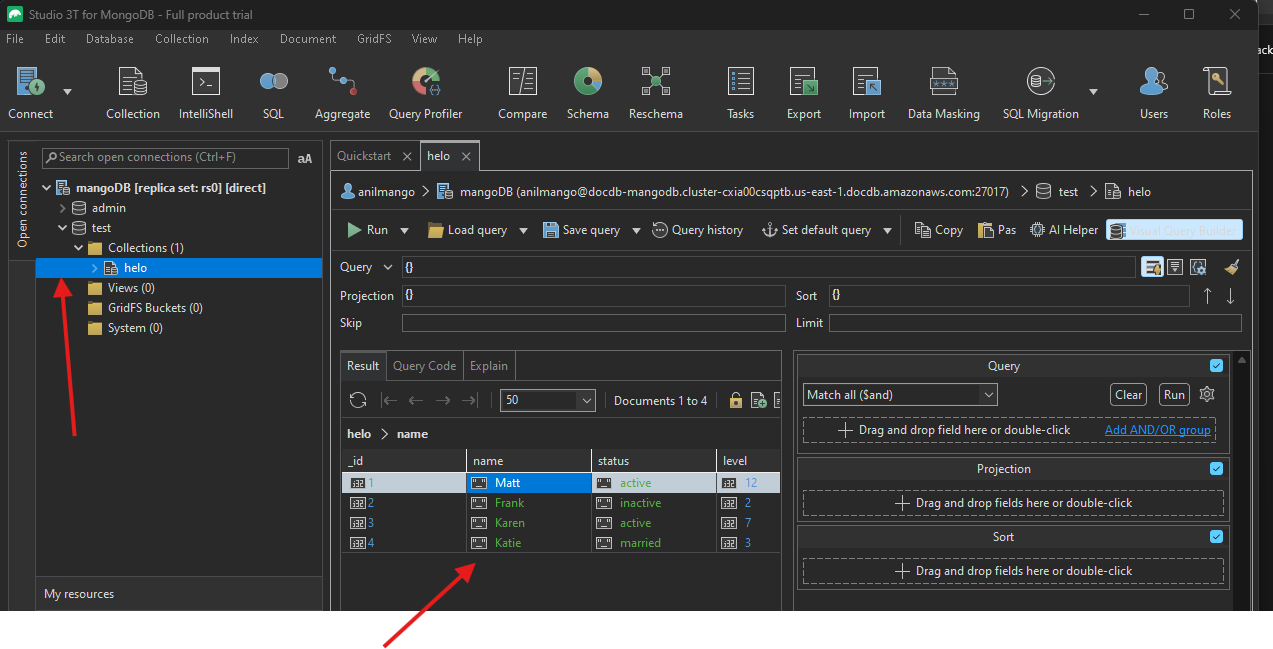 Studio 3T for MongoDB - Full product trial
File Edit Database Collection Index Document GridFS View Help
Connect Collection IntelliShell SQL Aggregate Query Profiler Compare Schema Reschema Tasks Export Import Data Masking SQL Migration Users Roles
Open connections
Search open connections (Ctrl+F) aA
mangoDB [replica set: rs0] [direct]
admin
test
Collections (1)
helo
Views (0)
GridFS Buckets (0)
System (0)
My resources
Quickstart helo
anilmango mangoDB (anilmango@docdb-mangodb.cluster-cxia00csqptb.us-east-1.docdb.amazonaws.com:27017) test helo
Run Load query Save query Query history Set default query Copy Pas AI Helper Visual Query Builder
Query {}
Projection {} Sort {}
Skip Limit
Result Query Code Explain
50 Documents 1 to 4
helo > name
_id name status level
1 Matt active 12
2 Frank inactive 2
3 Karen active 7
4 Katie married 3
Query
Match all ($and) Clear Run
Drag and drop field here or double-click Add AND/OR group
Projection
Drag and drop fields here or double-click
Sort
Drag and drop fields here or double-click